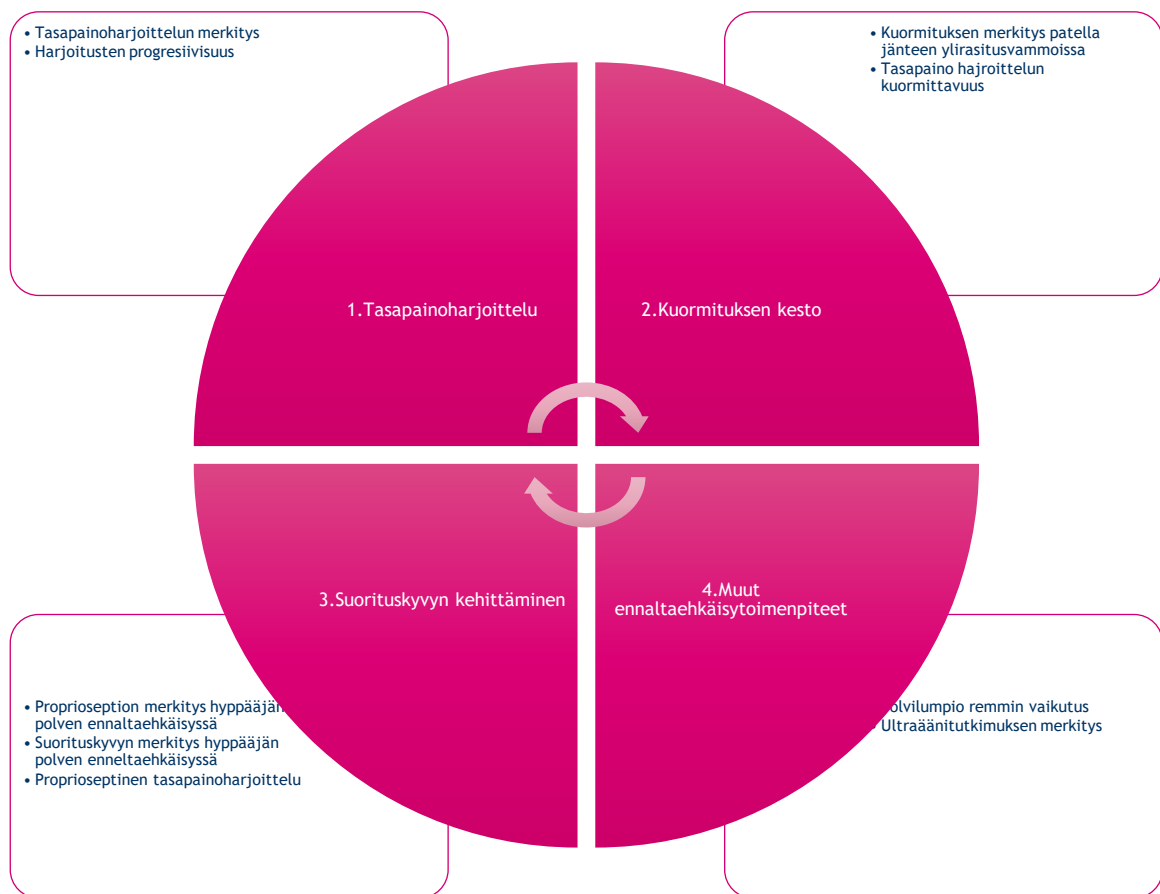 • Tasapainoharjoittelun merkitys
• Harjoitusten progresiivisuus
• Kuormituksen merkitys patella
jänteen ylirasitusvammoissa
• Tasapaino hajroittelun
kuormittavuus
1.Tasapainoharjoittelu
2.Kuormituksen kesto
3.Suorituskyvyn kehittäminen
4.Muut
ennaltaehkäisytoimenpiteet
• Proprioseption merkitys hyppääjän
polven ennaltaehkäisyssä
• Suorituskyvyn merkitys hyppääjän
polven enneltaehkäisyssä
• Proprioseptinen tasapainoharjoittelu
olvilumpio remmin vaikutus
• Ultraäänitutkimuksen merkitys